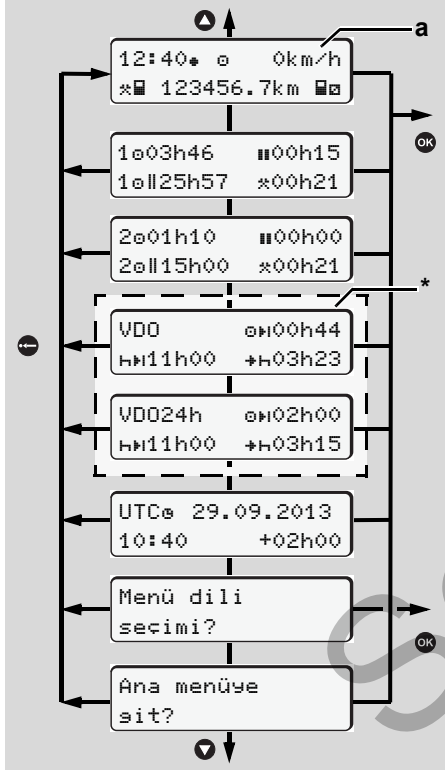 a
12:40● ⊙ 0km/h
123456.7km
OK
1⊙03h46 00h15
1⊙||25h57 00h21
2⊙01h10 00h00
2⊙||15h00 00h21
*
VDO ⊙00h44
11h00 03h23
VDO24h ⊙02h00
11h00 03h15
UTC 29.09.2013
10:40 +02h00
Menü dili
seçimi?
OK
Ana menüye
git?